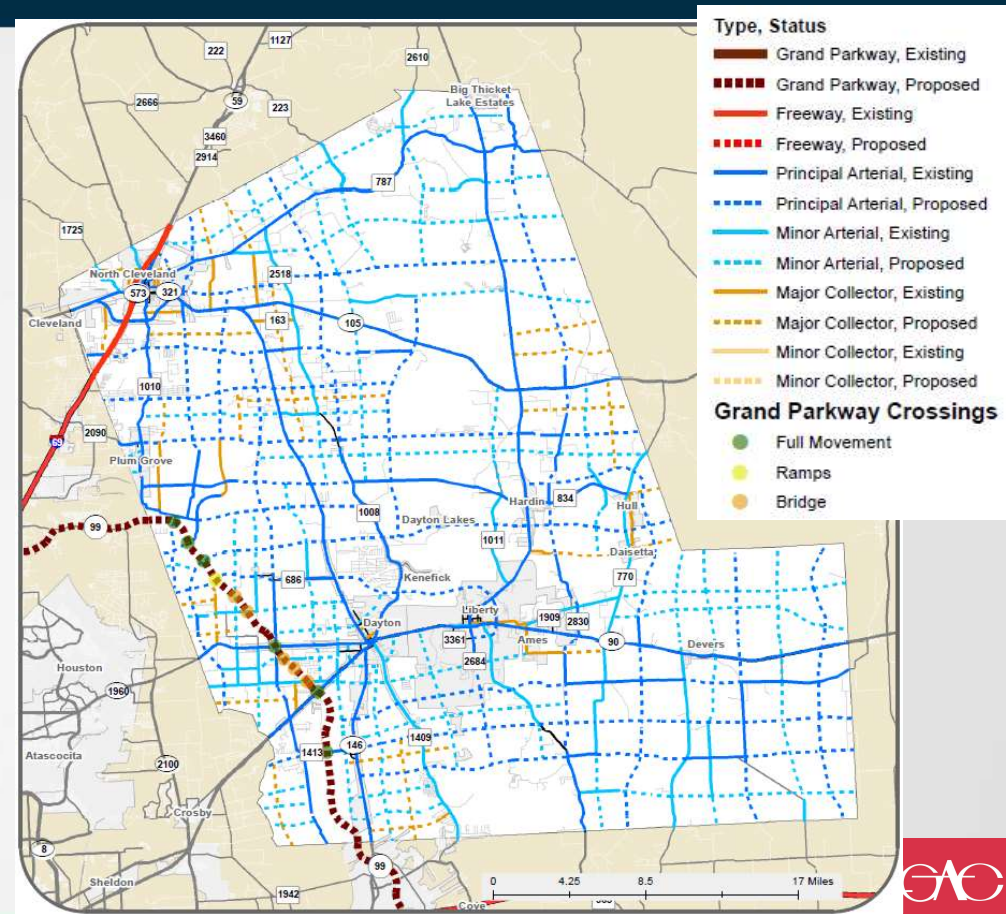 Type, Status
Grand Parkway, Existing
Grand Parkway, Proposed
Freeway, Existing
Freeway, Proposed
Principal Arterial, Existing
Principal Arterial, Proposed
Minor Arterial, Existing
Minor Arterial, Proposed
Major Collector, Existing
Major Collector, Proposed
Minor Collector, Existing
Minor Collector, Proposed
Grand Parkway Crossings
Full Movement
Ramps
Bridge
1127
222
2610
Big Thicket
Lake Estates
59
2666
223
3460
2914
787
1725
North Cleveland
2518
573
321
Cleveland
163
105
1010
2090
69
Plum Grove
Hardin
834
Hull
1008
Dayton Lakes
99
1011
Daisetta
686
Kenefick
770
Liberty
Dayton
1909
2830
3361
Ames
90
Devers
2684
Houston
1960
1409
146
1413
Atascocita
2100
Crosby
8
99
Sheldon
0
4.25
8.5
17 Miles
1942
Cove